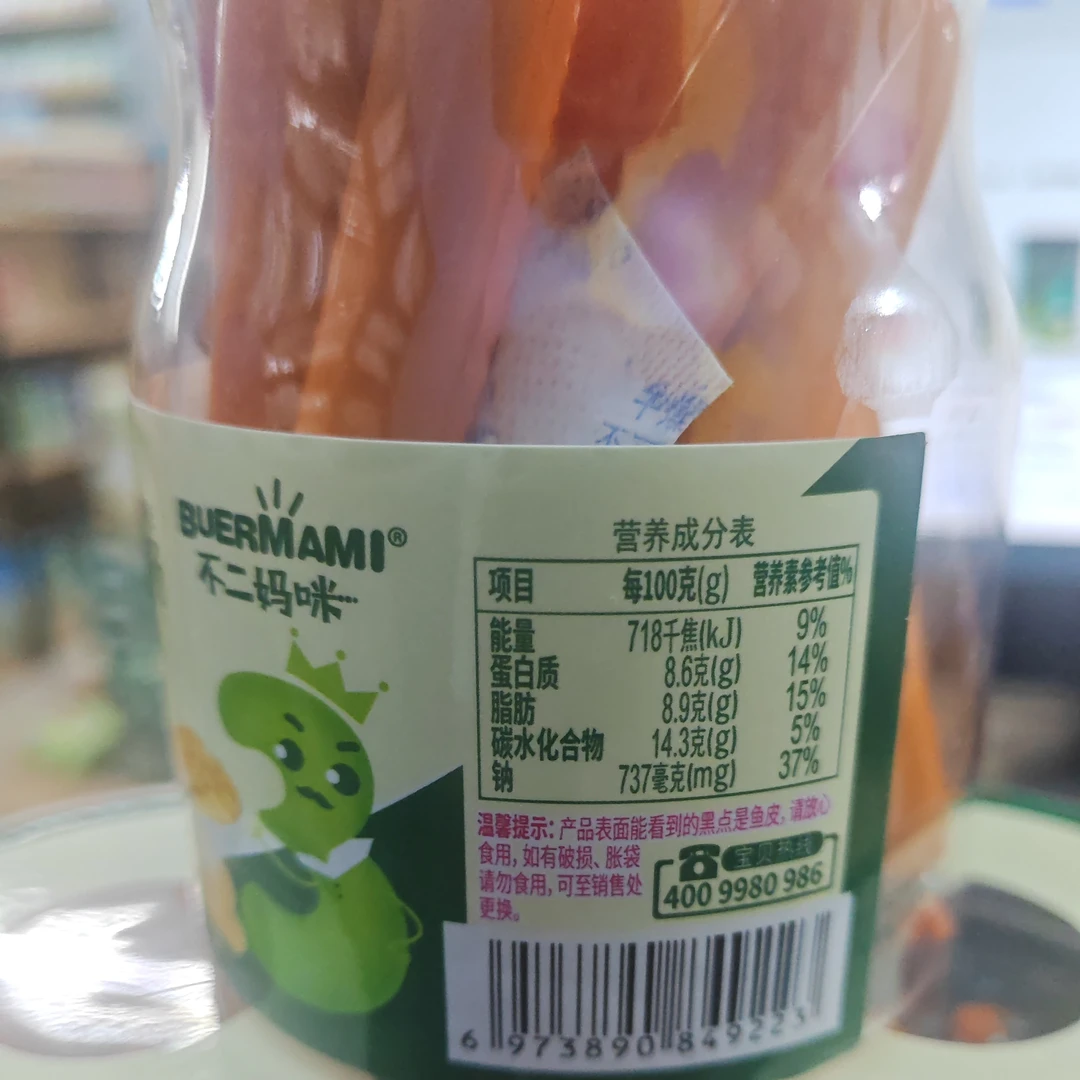 BUERMAMI®
不二妈咪
营养成分表
项目 每100克(g) 营养素参考值%
能量 718千焦(kJ) 9%
蛋白质 8.6克(g) 14%
脂肪 8.9克(g) 15%
碳水化合物 14.3克(g) 5%
钠 737毫克(mg) 37%
温馨提示: 产品表面能看到的黑点是鱼皮, 请放心
食用, 如有破损、胀袋
请勿食用, 可至销售处
更换。
宝贝热线
400 9980 986
6 973890 849223